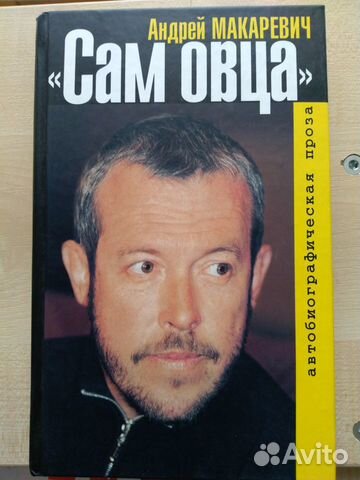 Андрей МАКАРЕВИЧ
«Сам овца»
автобиографическая проза
Avito